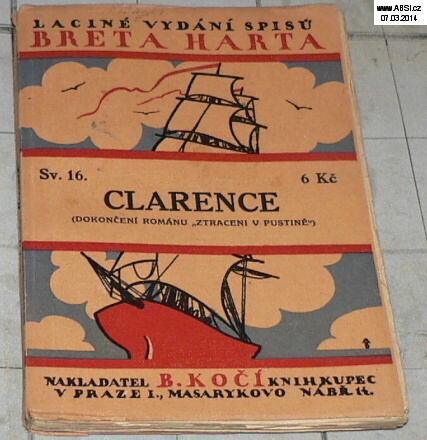 www.ABSI.cz
07.03.2014
LACINÉ VYDÁNÍ SPISŮ
BRETA HARTA
Sv. 16.
6 Kč
CLARENCE
(DOKONČENÍ ROMÁNU „ZTRACENI V PUSTINĚ“)
NAKLADATEL B. KOČÍ KNIHKUPEC
V PRAZE I., MASARYKOVO NÁBŘ. 14.